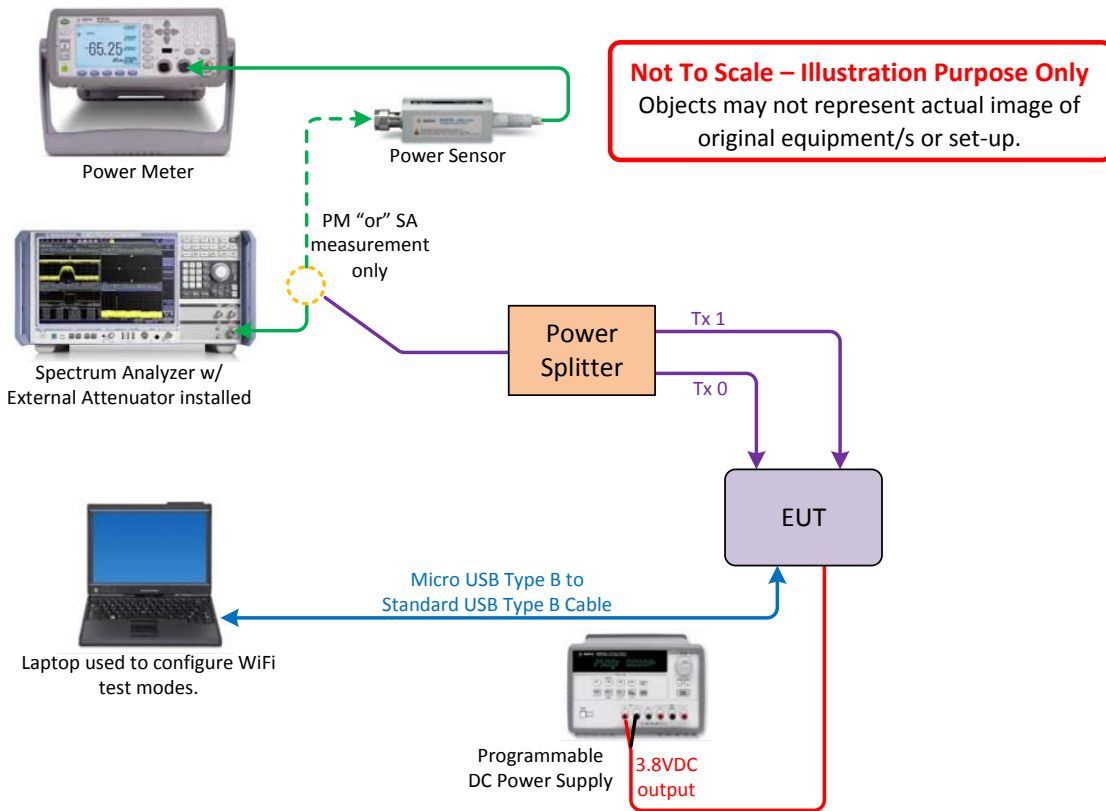 -65.25
Power Meter
Power Sensor
Not To Scale – Illustration Purpose Only
Objects may not represent actual image of
original equipment/s or set-up.
PM “or” SA
measurement
only
Spectrum Analyzer w/
External Attenuator installed
Power
Splitter
Tx 1
Tx 0
EUT
Micro USB Type B to
Standard USB Type B Cable
Laptop used to configure WiFi
test modes.
Programmable
DC Power Supply
3.8VDC
output